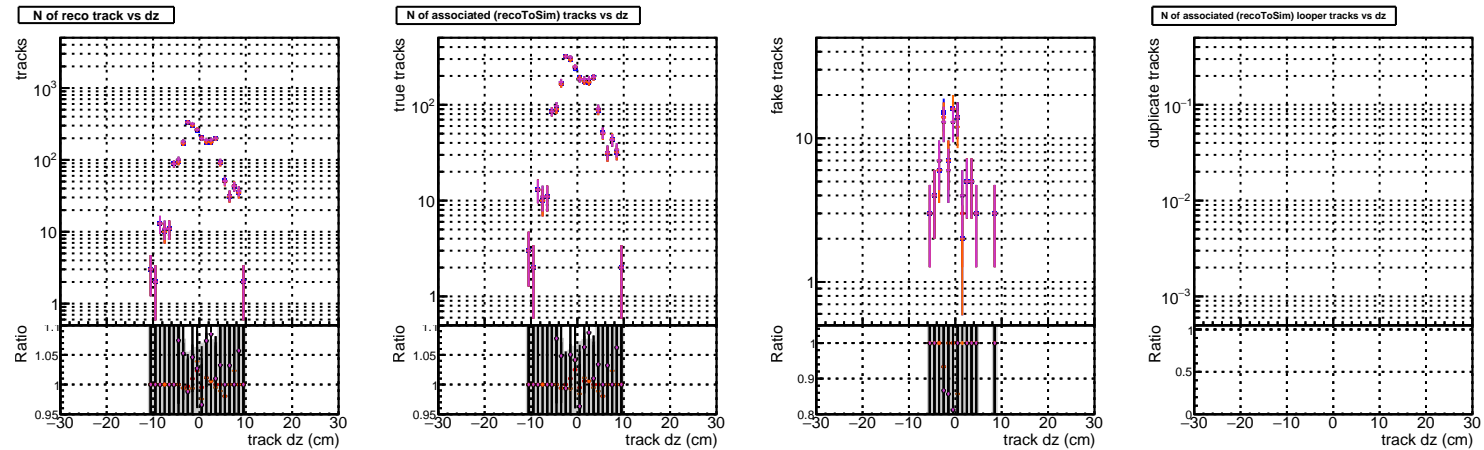 N of reco track vs dz
tracks
10³
10²
10
1
Ratio
1.1
1.05
1
0.95
−30 −20 −10 0 10 20 30
track dz (cm)
N of associated (recoToSim) tracks vs dz
true tracks
10²
10
1
Ratio
1.1
1.05
1
0.95
−30 −20 −10 0 10 20 30
track dz (cm)
fake tracks
10
1
Ratio
1
0.9
0.8
−30 −20 −10 0 10 20 30
track dz (cm)
N of associated (recoToSim) looper tracks vs dz
duplicate tracks
10⁻¹
10⁻²
10⁻³
Ratio
1
0.5
0
−30 −20 −10 0 10 20 30
track dz (cm)